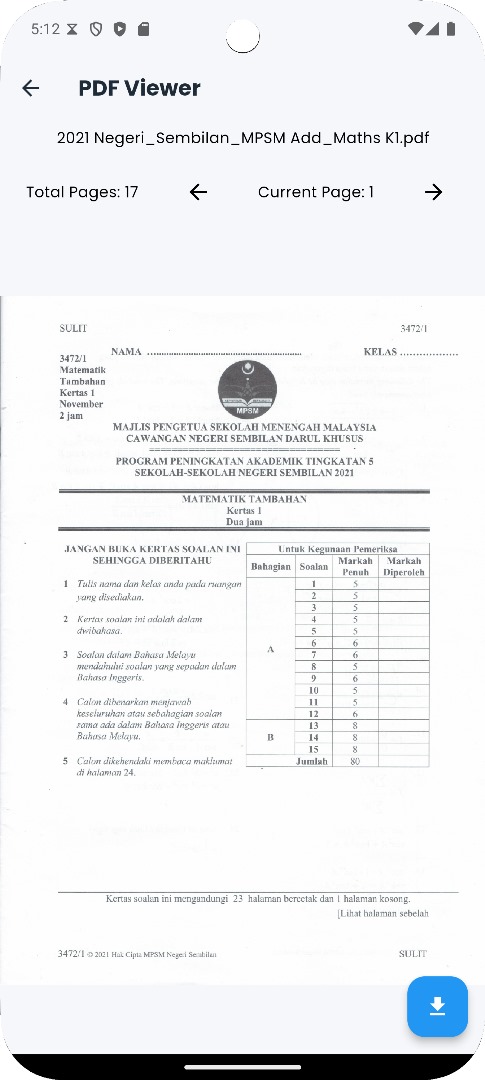 5:12
PDF Viewer
2021 Negeri_Sembilan_MPSM Add_Maths K1.pdf
Total Pages: 17
Current Page: 1
SULIT
3472/1
3472/1
Matematik
Tambahan
Kertas 1
November
2 jam
NAMA ..........................................................
KELAS ..................
MPSM
MAJLIS PENGETUA SEKOLAH MENENGAH MALAYSIA
CAWANGAN NEGERI SEMBILAN DARUL KHUSUS
PROGRAM PENINGKATAN AKADEMIK TINGKATAN 5
SEKOLAH-SEKOLAH NEGERI SEMBILAN 2021
MATEMATIK TAMBAHAN
Kertas 1
Dua jam
JANGAN BUKA KERTAS SOALAN INI
SEHINGGA DIBERITAHU
1 Tulis nama dan kelas anda pada ruangan
yang disediakan.
2 Kertas soalan ini adalah dalam
dwibahasa.
3 Soalan dalam Bahasa Melayu
mendahului soalan yang sepadan dalam
Bahasa Inggeris.
4 Calon dibenarkan menjawab
keseluruhan atau sebahagian soalan
sama ada dalam Bahasa Inggeris atau
Bahasa Melayu.
5 Calon dikehendaki membaca maklumat
di halaman 24.
Untuk Kegunaan Pemeriksa
Bahagian Soalan Markah Penuh Markah Diperoleh
A
1 5
2 5
3 5
4 5
5 5
6 6
7 6
8 5
9 6
10 5
11 5
12 6
B
13 8
14 8
15 8
Jumlah 80
Kertas soalan ini mengandungi 23 halaman bercetak dan 1 halaman kosong.
[Lihat halaman sebelah
3472/1 © 2021 Hak Cipta MPSM Negeri Sembilan
SULIT